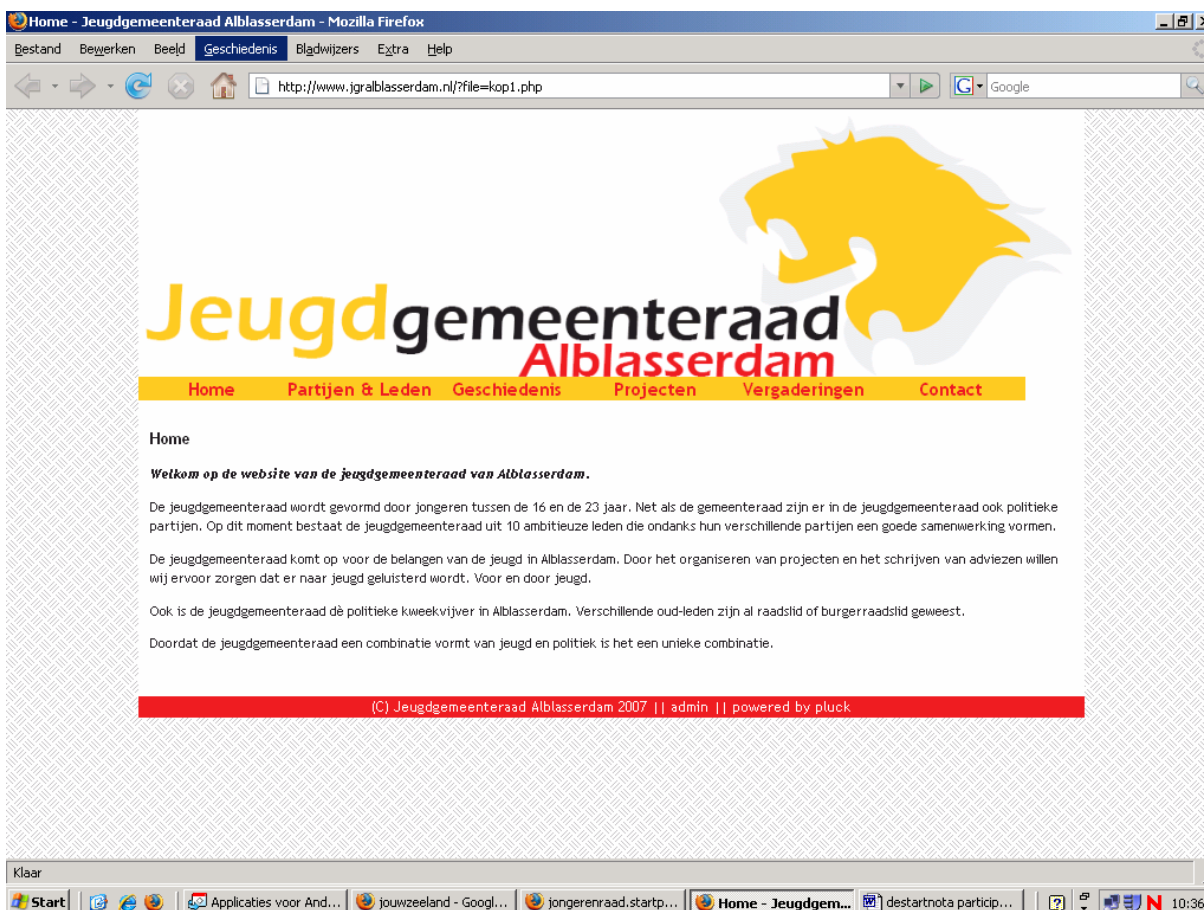 Home - Jeugdgemeenteraad Alblasserdam - Mozilla Firefox
Bestand Bewerken Beeld Geschiedenis Bladwijzers Extra Help
http://www.jgralblasserdam.nl/?file=kop1.php
G Google
Jeugdgemeenteraad
Alblasserdam
Home Partijen & Leden Geschiedenis Projecten Vergaderingen Contact
Home
Welkom op de website van de jeugdgemeenteraad van Alblasserdam.
De jeugdgemeenteraad wordt gevormd door jongeren tussen de 16 en de 23 jaar. Net als de gemeenteraad zijn er in de jeugdgemeenteraad ook politieke
partijen. Op dit moment bestaat de jeugdgemeenteraad uit 10 ambitieuze leden die ondanks hun verschillende partijen een goede samenwerking vormen.
De jeugdgemeenteraad komt op voor de belangen van de jeugd in Alblasserdam. Door het organiseren van projecten en het schrijven van adviezen willen
wij ervoor zorgen dat er naar jeugd geluisterd wordt. Voor en door jeugd.
Ook is de jeugdgemeenteraad dè politieke kweekvijver in Alblasserdam. Verschillende oud-leden zijn al raadslid of burgerraadslid geweest.
Doordat de jeugdgemeenteraad een combinatie vormt van jeugd en politiek is het een unieke combinatie.
(C) Jeugdgemeenteraad Alblasserdam 2007 || admin || powered by pluck
Klaar
Start Applicaties voor And... jouwzeeland - Googl... jongerenraad.startp... Home - Jeugdgem... destartnota particip... N 10:36